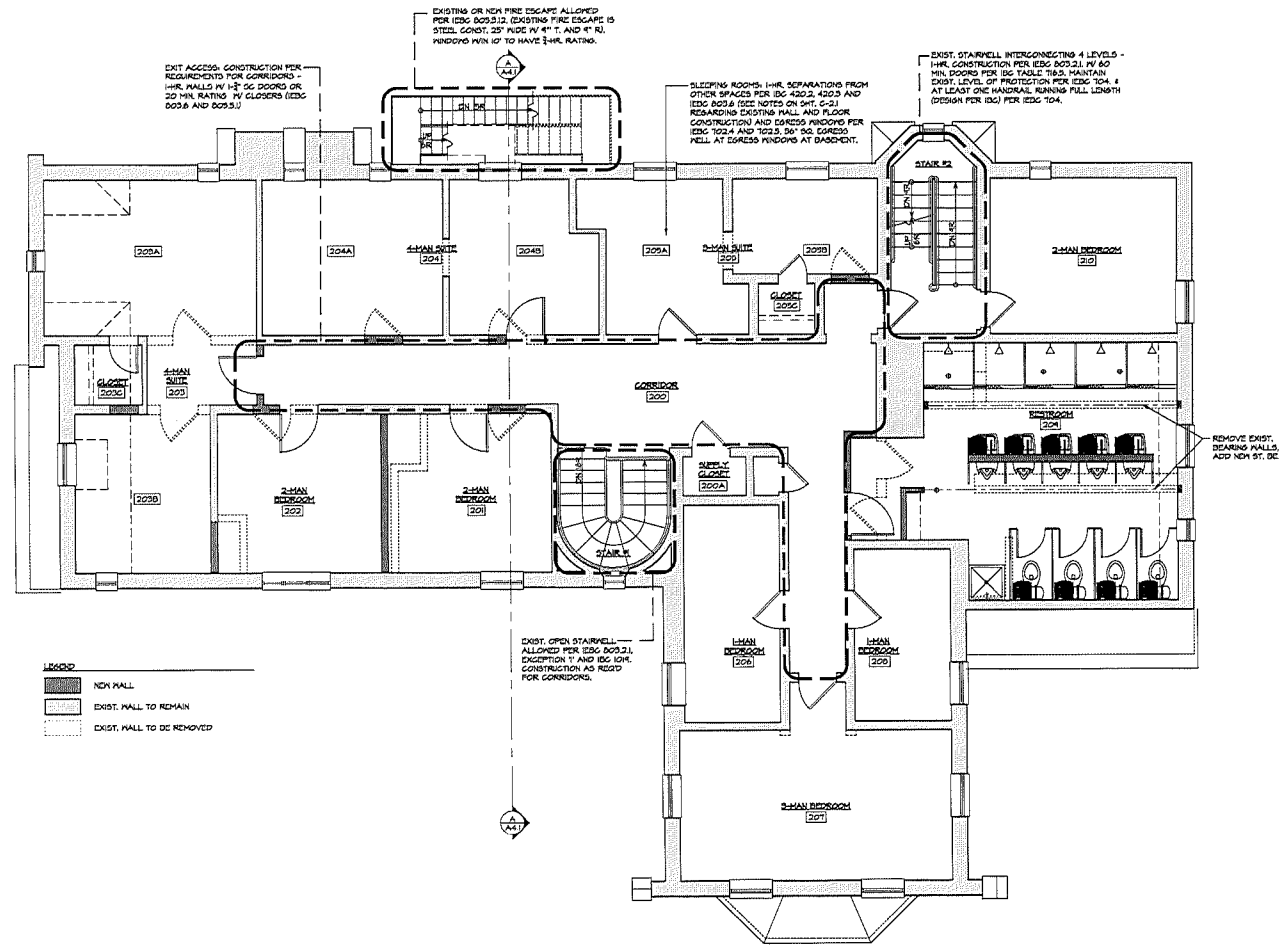 EXISTING OR NEW FIRE ESCAPE ALLOWED
PER IEBC 805.3.1.2. (EXISTING FIRE ESCAPE IS
STEEL CONST. 25" WIDE W/ 9" T. AND 9" R).
WINDOWS W/IN 10' TO HAVE ¾-HR. RATING.
EXIT ACCESS: CONSTRUCTION PER
REQUIREMENTS FOR CORRIDORS -
1-HR. WALLS W/ 1-¾" SC DOORS OR
20 MIN. RATING W/ CLOSERS (IEBC
803.6 AND 805.5.1)
A
A4.1
SLEEPING ROOMS: 1-HR. SEPARATIONS FROM
OTHER SPACES PER IBC 420.2, 420.3 AND
IEBC 803.6 (SEE NOTES ON SHT. C-2.1
REGARDING EXISTING WALL AND FLOOR
CONSTRUCTION) AND EGRESS WINDOWS PER
IEBC 702.4 AND 702.5. 36" SQ. EGRESS
WELL AT EGRESS WINDOWS AT BASEMENT.
EXIST. STAIRWELL INTERCONNECTING 4 LEVELS -
1-HR. CONSTRUCTION PER IEBC 803.2.1. W/ 60
MIN. DOORS PER IBC TABLE 716.5. MAINTAIN
EXIST. LEVEL OF PROTECTION PER IEBC 704. &
AT LEAST ONE HANDRAIL RUNNING FULL LENGTH
(DESIGN PER IBC) PER IEBC 704.
DN 5R
UP
STAIR #2
DN 4R
UP
DN 4R
203A
204A
4-MAN SUITE
204
204B
205A
3-MAN SUITE
205
205B
CLOSET
205C
2-MAN BEDROOM
210
CLOSET
203C
4-MAN
SUITE
203
CORRIDOR
200
RESTROOM
209
REMOVE EXIST.
BEARING WALLS,
ADD NEW ST. BE
SUPPLY
CLOSET
200A
203B
2-MAN
BEDROOM
202
2-MAN
BEDROOM
201
STAIR #1
EXIST. OPEN STAIRWELL
ALLOWED PER IEBC 803.2.1,
EXCEPTION 1 AND IBC 1019.
CONSTRUCTION AS REQ'D
FOR CORRIDORS.
1-MAN
BEDROOM
206
1-MAN
BEDROOM
208
LEGEND
NEW WALL
EXIST. WALL TO REMAIN
EXIST. WALL TO BE REMOVED
3-MAN BEDROOM
207
A
A4.1